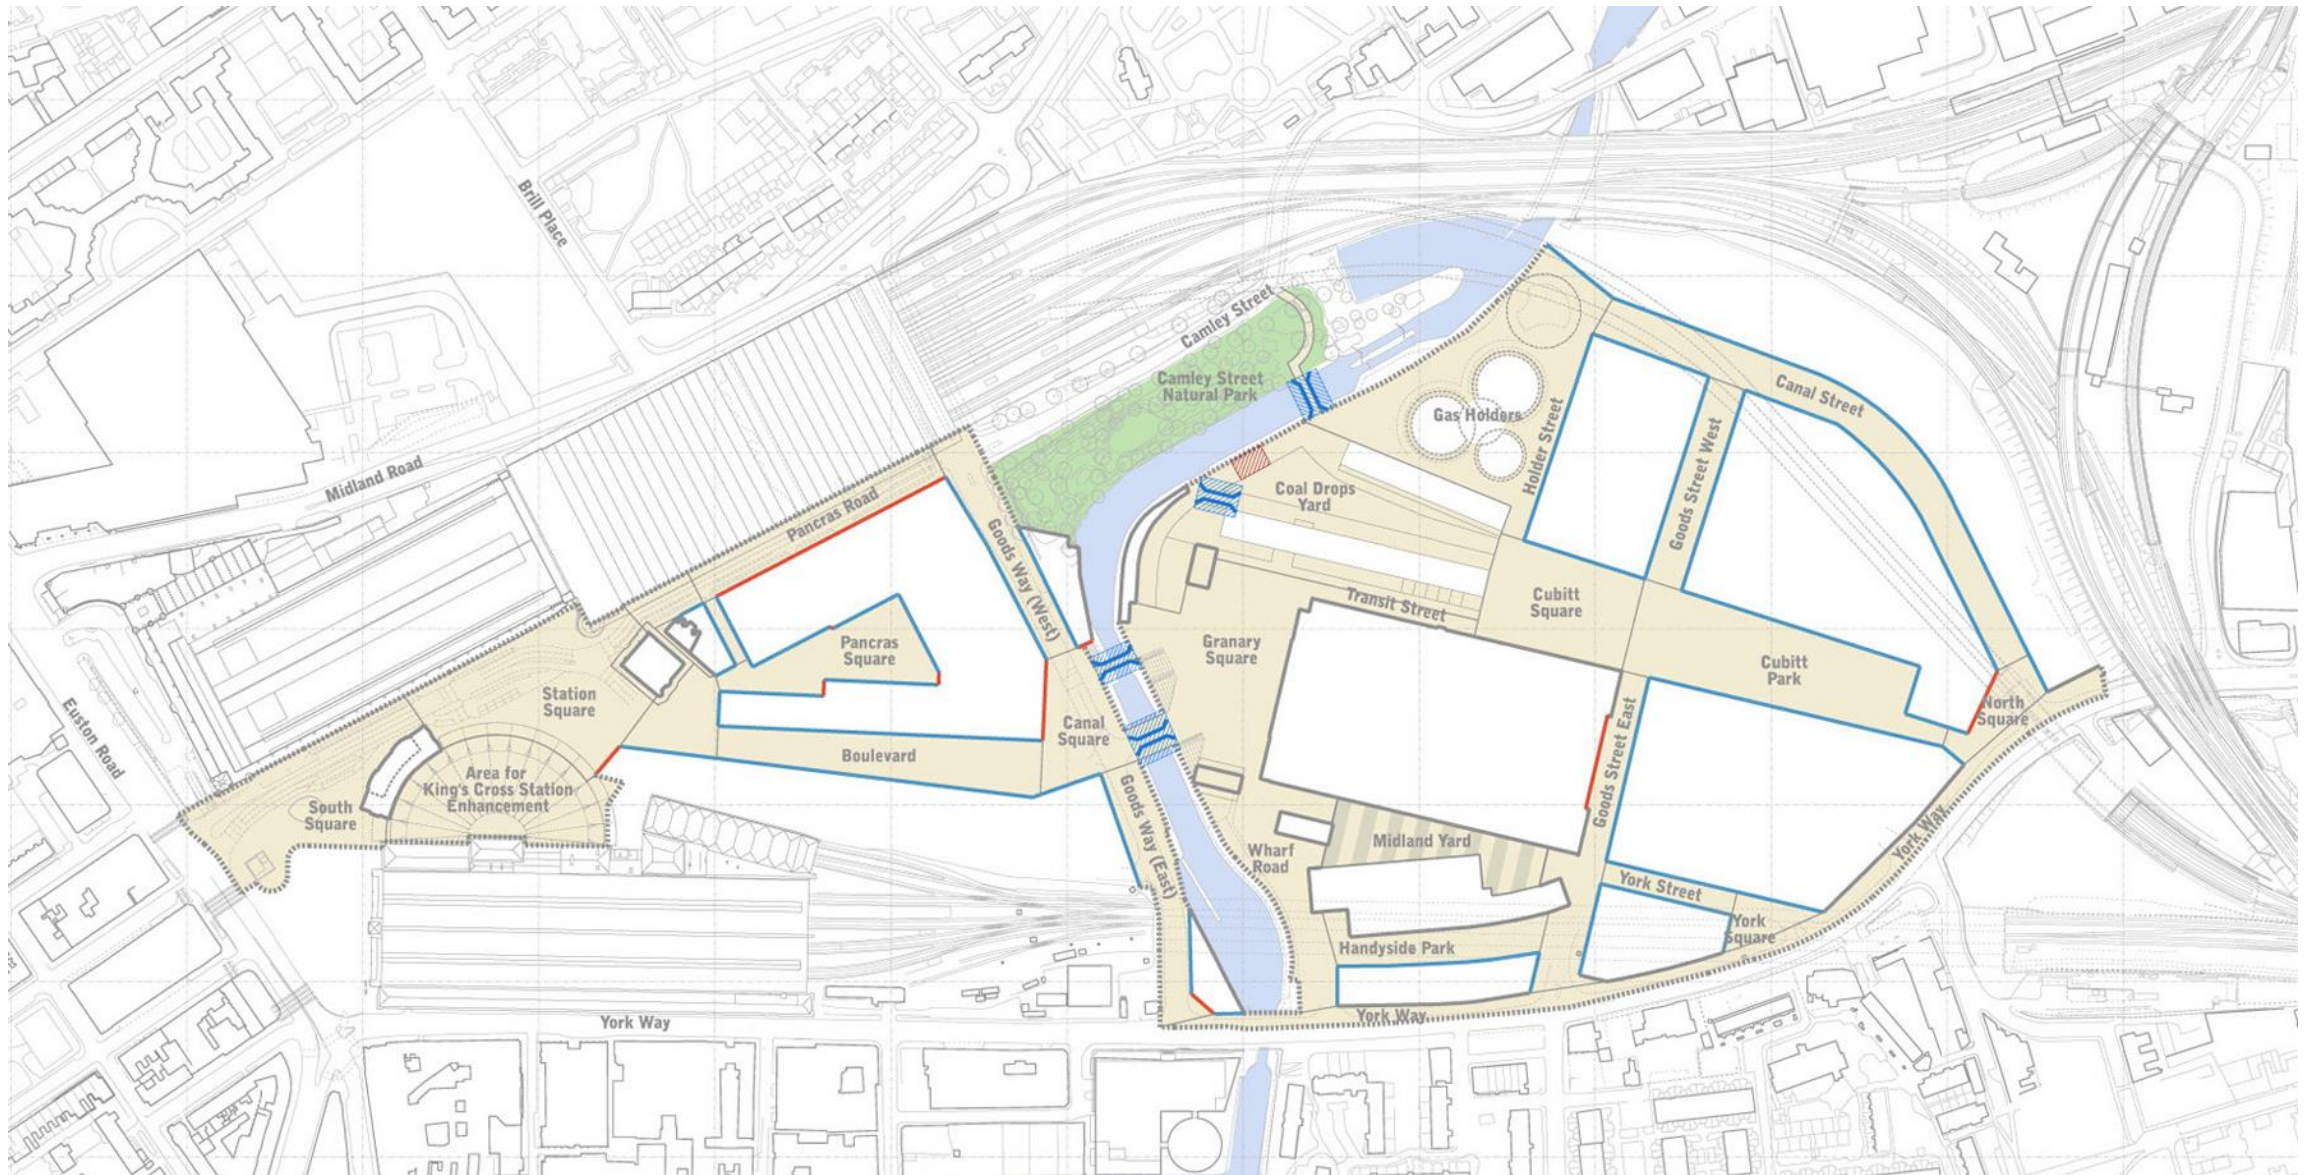 Brill Place
Camley Street
Camley Street
Natural Park
Gas Holders
Canal Street
Holder Street
Goods Street West
Midland Road
Pancras Road
Goods Way (West)
Coal Drops
Yard
Transit Street
Cubitt
Square
Pancras
Square
Granary
Square
Cubitt
Park
Station
Square
Canal
Square
North
Square
Euston Road
Boulevard
Goods Street East
Area for
King's Cross Station
Enhancement
South
Square
Goods Way (East)
Midland Yard
Wharf
Road
York Way
York Street
York
Square
Handyside Park
York Way
York Way